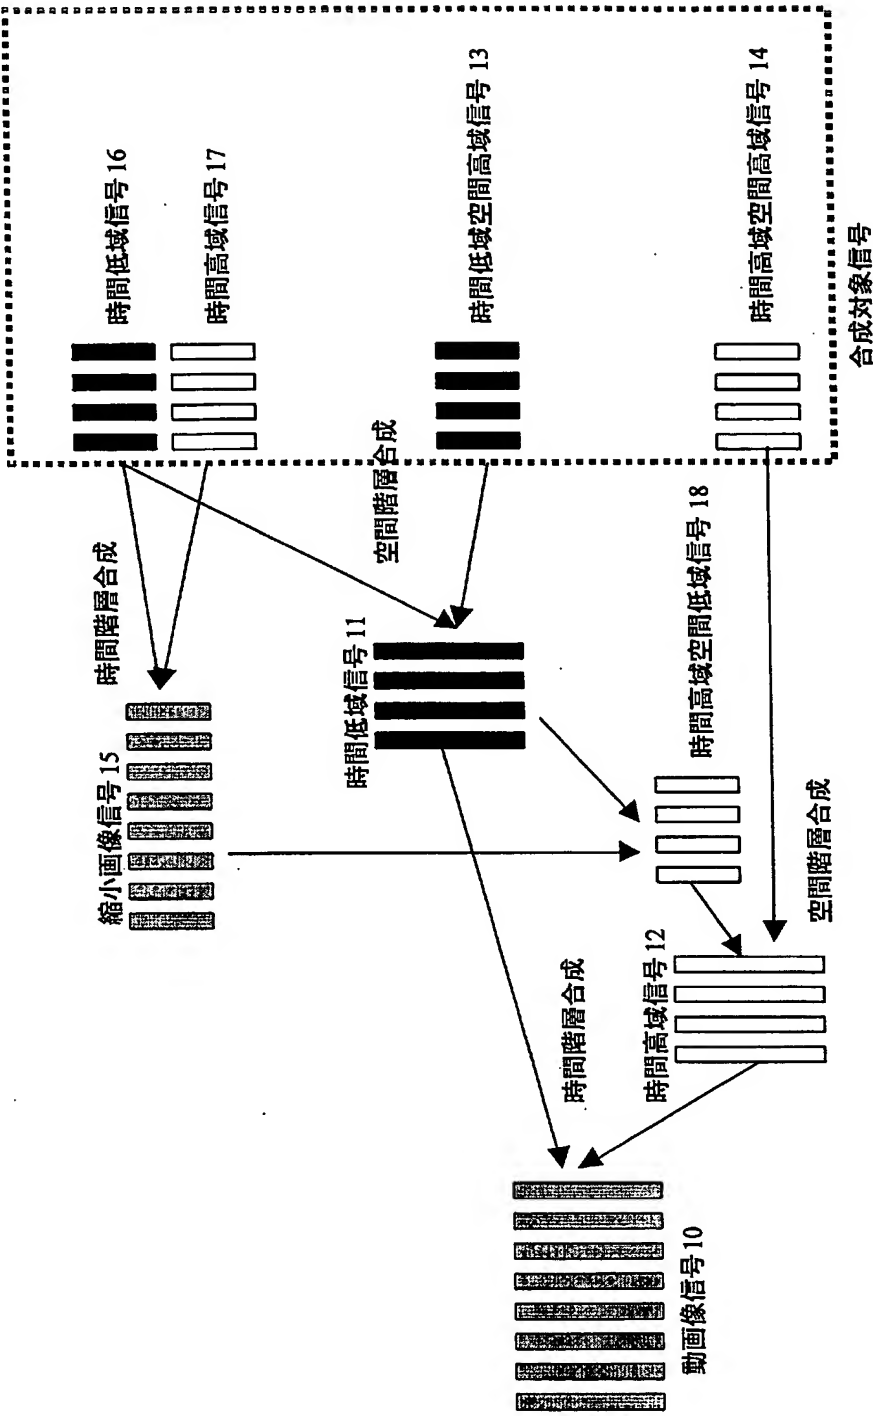 時間低域信号 16
時間高域信号 17
時間低域空間高域信号 13
時間高域空間高域信号 14
合成対象信号
時間階層合成
空間階層合成
縮小画像信号 15
時間低域信号 11
時間高域空間低域信号 18
空間階層合成
時間階層合成
時間高域信号 12
動画像信号 10